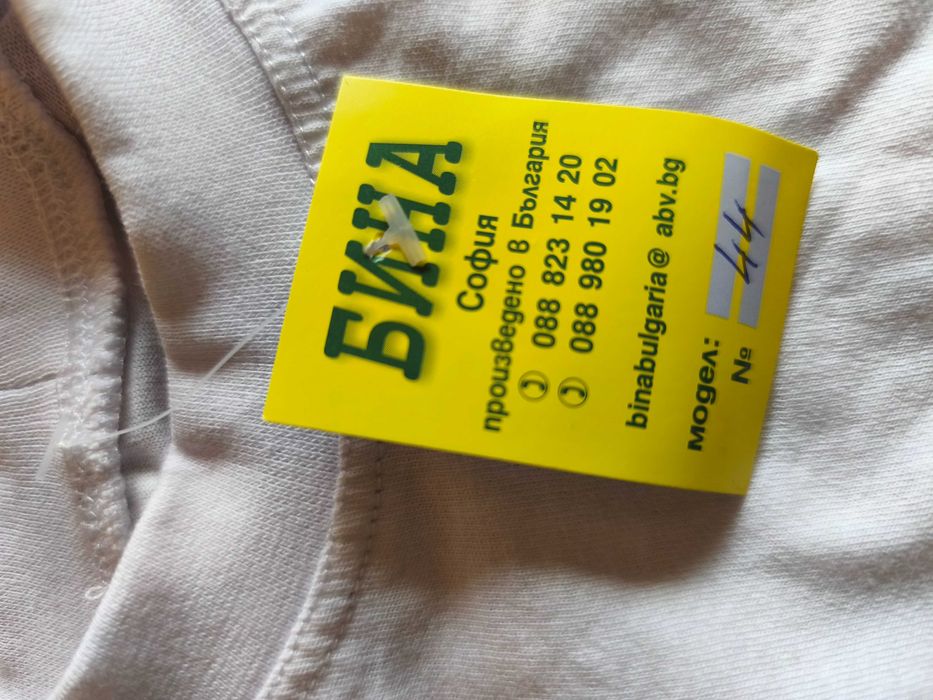 БИНА
София
произведено в България
088 823 14 20
088 980 19 02
binabulgaria@ abv.bg
модел:
№ 44